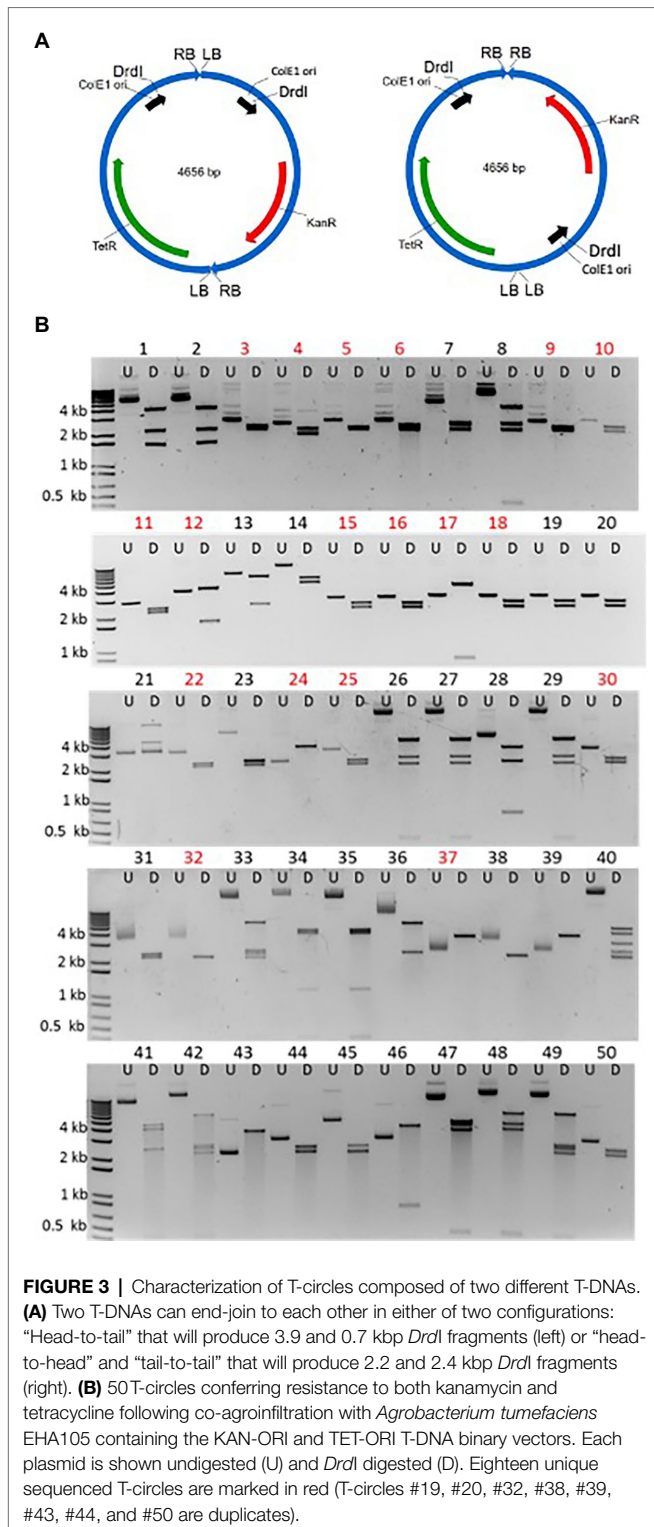 A
RB LB
DrdI
ColE1 ori
ColE1 ori
DrdI
4656 bp
TetR
KanR
LB RB
RB RB
DrdI
ColE1 ori
KanR
4656 bp
TetR
DrdI
ColE1 ori
LB LB
B
1 2 3 4 5 6 7 8 9 10
U D U D U D U D U D U D U D U D U D U D
4 kb
2 kb
1 kb
0.5 kb
11 12 13 14 15 16 17 18 19 20
U D U D U D U D U D U D U D U D U D U D
4 kb
2 kb
1 kb
21 22 23 24 25 26 27 28 29 30
U D U D U D U D U D U D U D U D U D U D
4 kb
2 kb
1 kb
0.5 kb
31 32 33 34 35 36 37 38 39 40
U D U D U D U D U D U D U D U D U D U D
4 kb
2 kb
1 kb
0.5 kb
41 42 43 44 45 46 47 48 49 50
U D U D U D U D U D U D U D U D U D U D
4 kb
2 kb
1 kb
0.5 kb
FIGURE 3 | Characterization of T-circles composed of two different T-DNAs.
(A) Two T-DNAs can end-join to each other in either of two configurations:
“Head-to-tail” that will produce 3.9 and 0.7 kbp DrdI fragments (left) or “head-
to-head” and “tail-to-tail” that will produce 2.2 and 2.4 kbp DrdI fragments
(right). (B) 50 T-circles conferring resistance to both kanamycin and
tetracycline following co-agroinfiltration with Agrobacterium tumefaciens
EHA105 containing the KAN-ORI and TET-ORI T-DNA binary vectors. Each
plasmid is shown undigested (U) and DrdI digested (D). Eighteen unique
sequenced T-circles are marked in red (T-circles #19, #20, #32, #38, #39,
#43, #44, and #50 are duplicates).